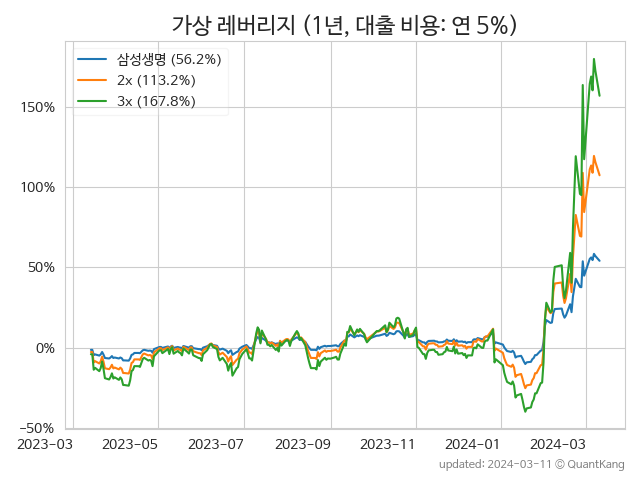 가상 레버리지 (1년, 대출 비용: 연 5%)
삼성생명 (56.2%)
2x (113.2%)
3x (167.8%)
150%
100%
50%
0%
−50%
2023-03 2023-05 2023-07 2023-09 2023-11 2024-01 2024-03
updated: 2024-03-11 © QuantKang